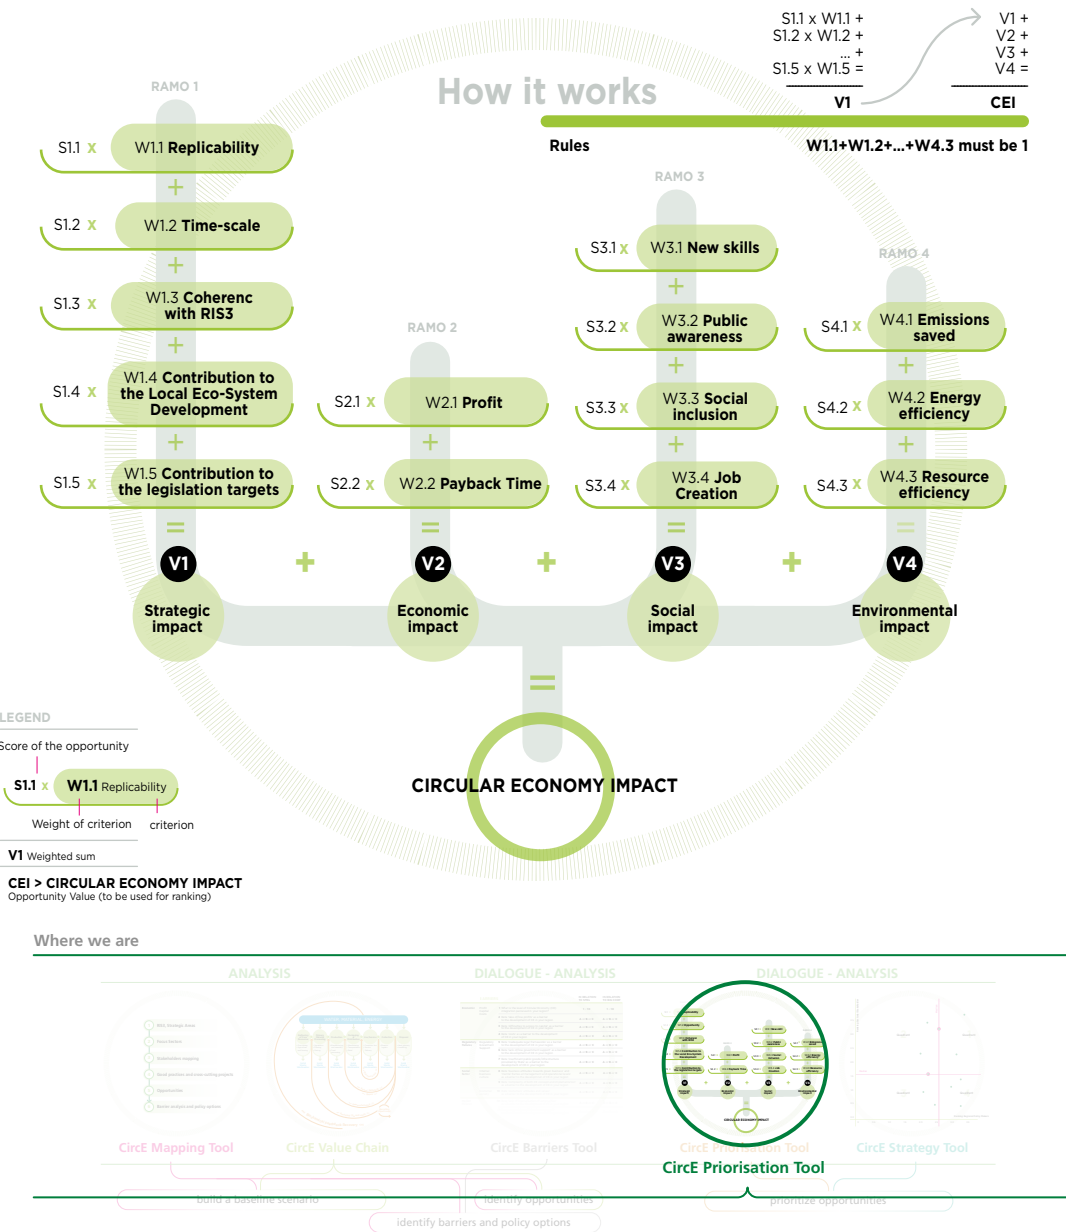 How it works
S1.1 x W1.1 +
S1.2 x W1.2 +
... +
S1.5 x W1.5 =
V1
V1 +
V2 +
V3 +
V4 =
CEI
Rules
W1.1+W1.2+...+W4.3 must be 1
RAMO 1
S1.1 x W1.1 Replicability
+
S1.2 x W1.2 Time-scale
+
S1.3 x W1.3 Coherenc
with RIS3
+
S1.4 x W1.4 Contribution to
the Local Eco-System
Development
+
S1.5 x W1.5 Contribution to
the legislation targets
=
V1
Strategic
impact
+
RAMO 2
S2.1 x W2.1 Profit
+
S2.2 x W2.2 Payback Time
=
V2
Economic
impact
+
RAMO 3
S3.1 x W3.1 New skills
+
S3.2 x W3.2 Public
awareness
+
S3.3 x W3.3 Social
inclusion
+
S3.4 x W3.4 Job
Creation
=
V3
Social
impact
+
RAMO 4
S4.1 x W4.1 Emissions
saved
+
S4.2 x W4.2 Energy
efficiency
+
S4.3 x W4.3 Resource
efficiency
=
V4
Environmental
impact
=
CIRCULAR ECONOMY IMPACT
LEGEND
Score of the opportunity
S1.1 x W1.1 Replicability
Weight of criterion
criterion
V1 Weighted sum
CEI > CIRCULAR ECONOMY IMPACT
Opportunity Value (to be used for ranking)
Where we are
ANALYSIS
DIALOGUE - ANALYSIS
DIALOGUE - ANALYSIS
CircE Mapping Tool
CircE Value Chain
CircE Barriers Tool
CircE Priorisation Tool
CircE Strategy Tool
CircE Priorisation Tool
build a baseline scenario
identify opportunities
prioritize opportunities
identify barriers and policy options